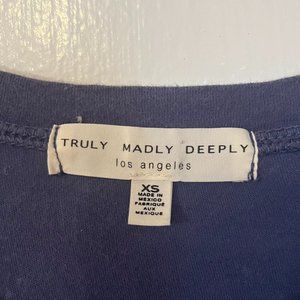 TRULY MADLY DEEPLY
los angeles
XS
MADE IN
MEXICO
FABRIQUÉ
AUX
MEXIQUE